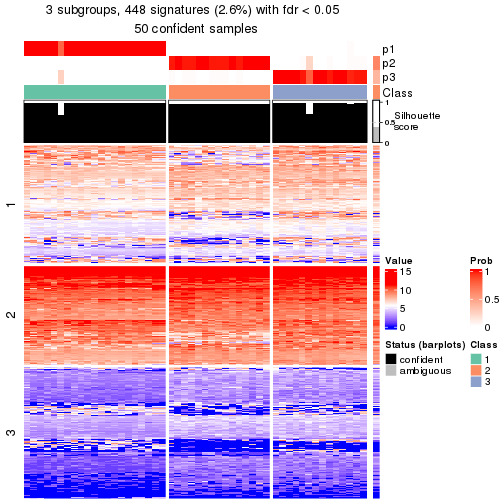 3 subgroups, 448 signatures (2.6%) with fdr < 0.05
50 confident samples
p1
p2
p3
Class
1
0.5
0
Silhouette
score
1
2
3
Value
15
10
5
0
Prob
1
0.5
0
Status (barplots)
confident
ambiguous
Class
1
2
3